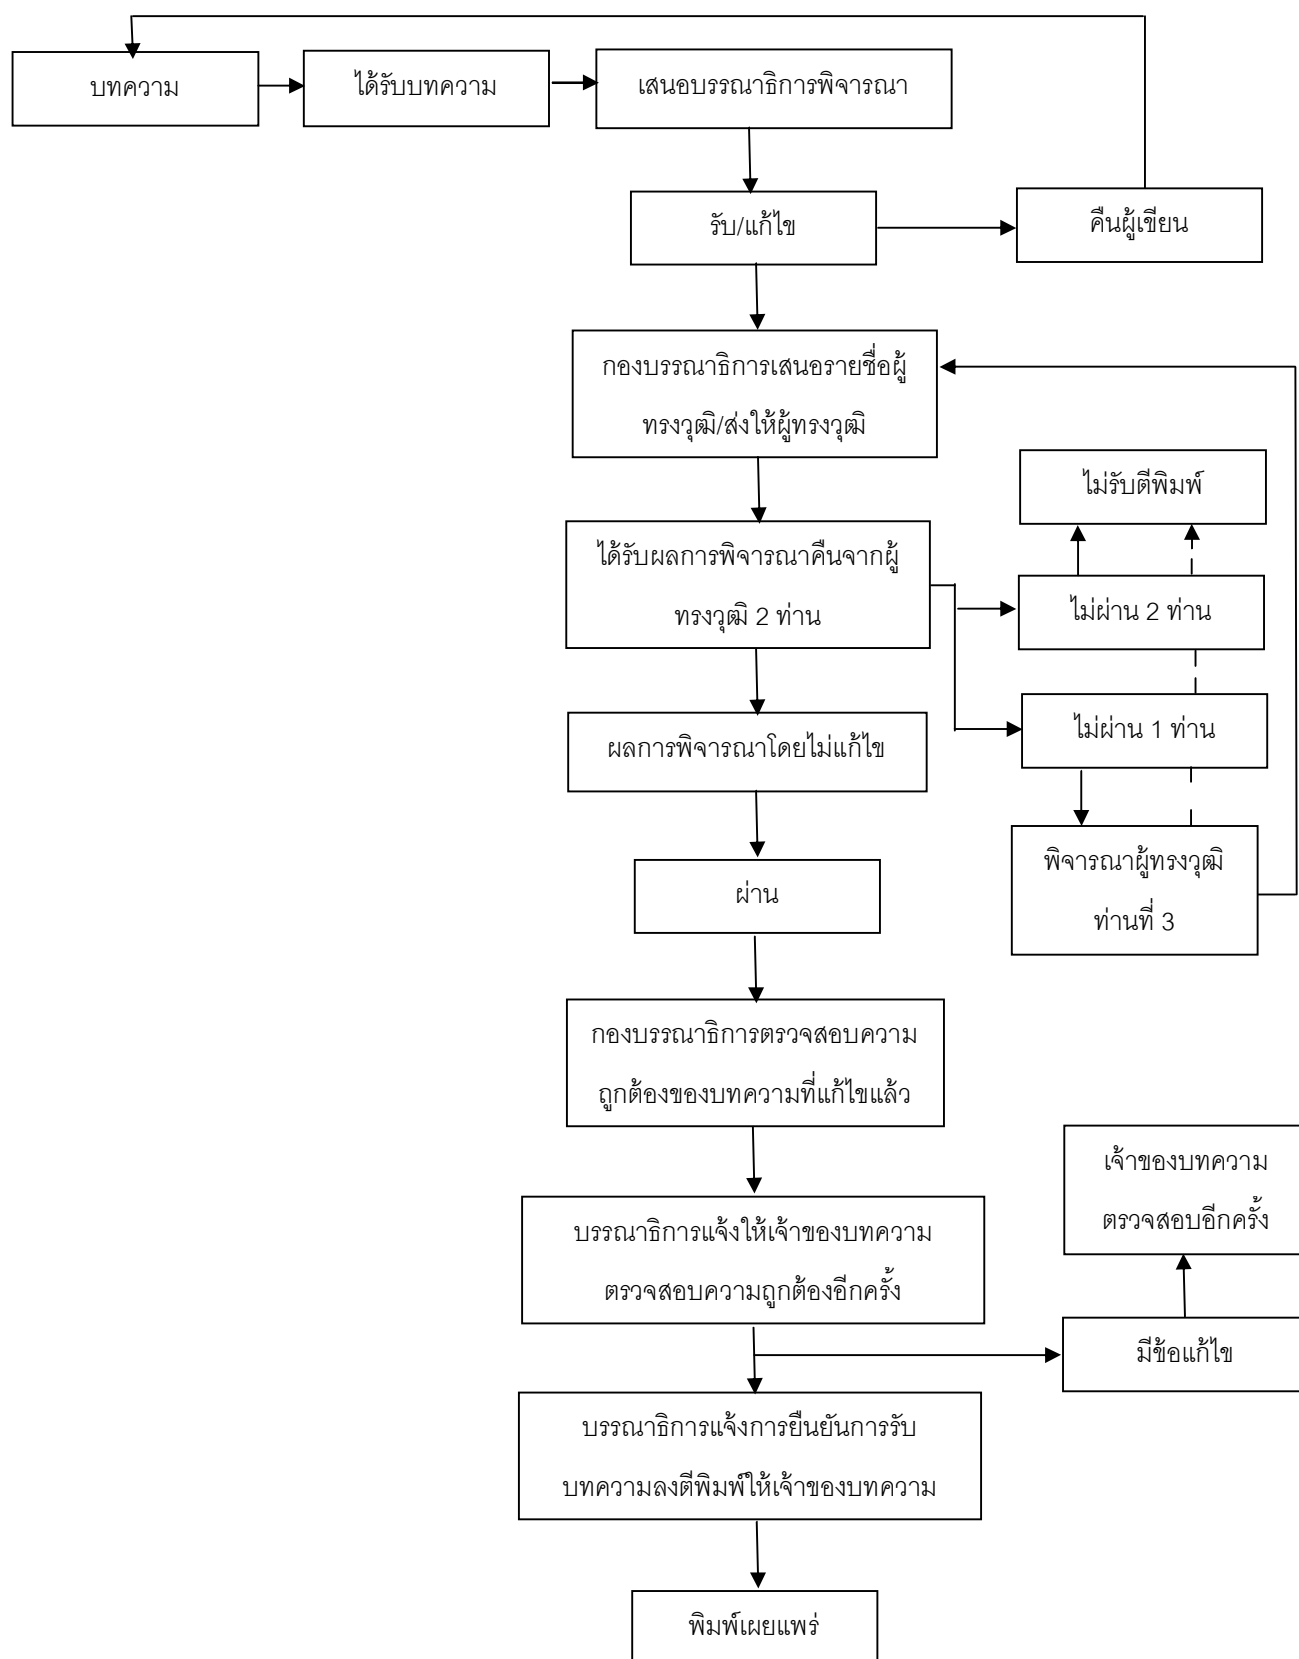 บทความ
ได้รับบทความ
เสนอบรรณาธิการพิจารณา
รับ/แก้ไข
คืนผู้เขียน
กองบรรณาธิการเสนอรายชื่อผู้
ทรงวุฒิ/ส่งให้ผู้ทรงวุฒิ
ไม่รับตีพิมพ์
ได้รับผลการพิจารณาคืนจากผู้
ทรงวุฒิ 2 ท่าน
ไม่ผ่าน 2 ท่าน
ไม่ผ่าน 1 ท่าน
ผลการพิจารณาโดยไม่แก้ไข
พิจารณาผู้ทรงวุฒิ
ท่านที่ 3
ผ่าน
กองบรรณาธิการตรวจสอบความ
ถูกต้องของบทความที่แก้ไขแล้ว
เจ้าของบทความ
ตรวจสอบอีกครั้ง
บรรณาธิการแจ้งให้เจ้าของบทความ
ตรวจสอบความถูกต้องอีกครั้ง
มีข้อแก้ไข
บรรณาธิการแจ้งการยืนยันการรับ
บทความลงตีพิมพ์ให้เจ้าของบทความ
พิมพ์เผยแพร่